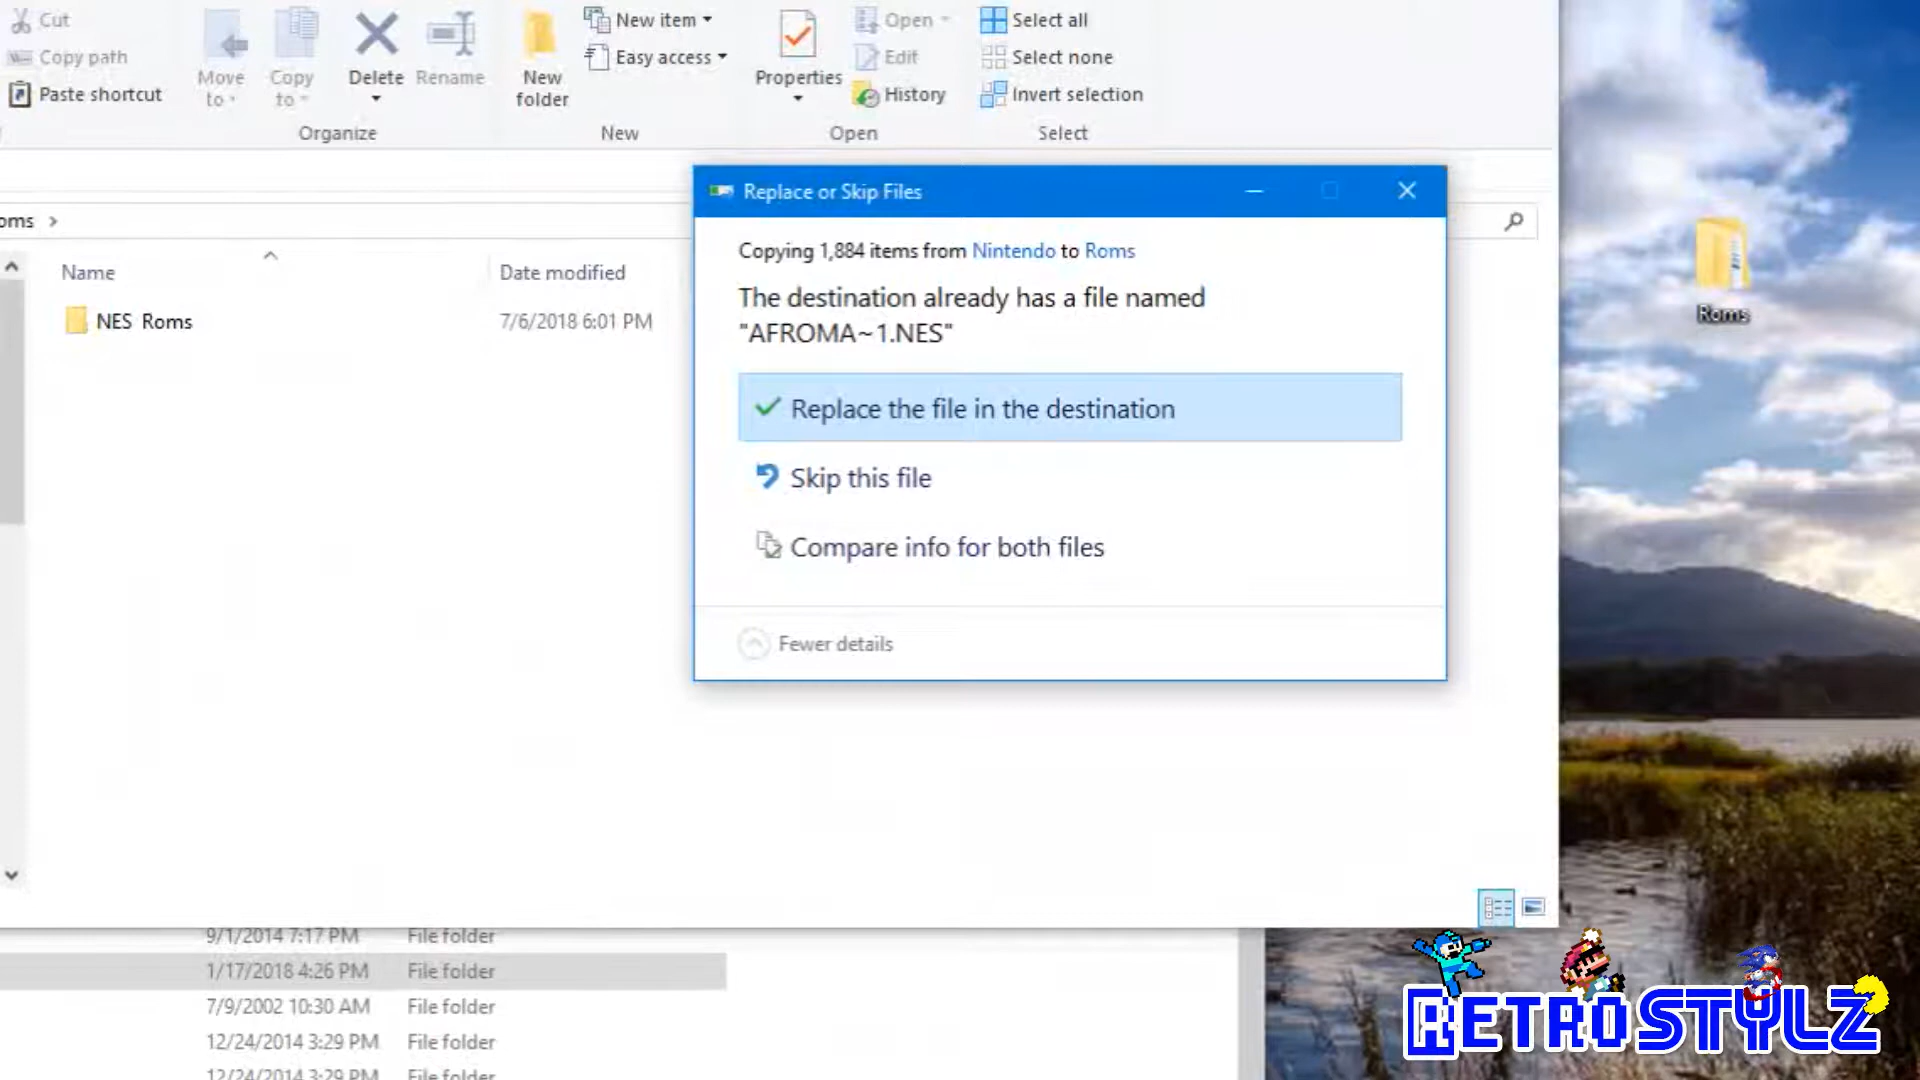 Cut
Copy path
Paste shortcut
Move to
Copy to
Delete
Rename
Organize
New folder
New item
Easy access
New
Properties
Open
Edit
History
Open
Select all
Select none
Invert selection
Select
oms
Name
Date modified
NES Roms
7/6/2018 6:01 PM
Replace or Skip Files
Copying 1,884 items from Nintendo to Roms
The destination already has a file named
"AFROMA~1.NES"
Replace the file in the destination
Skip this file
Compare info for both files
Fewer details
Roms
9/1/2014 7:17 PM File folder
1/17/2018 4:26 PM File folder
7/9/2002 10:30 AM File folder
12/24/2014 3:29 PM File folder
12/24/2014 3:29 PM File folder
RETROSTYLZ